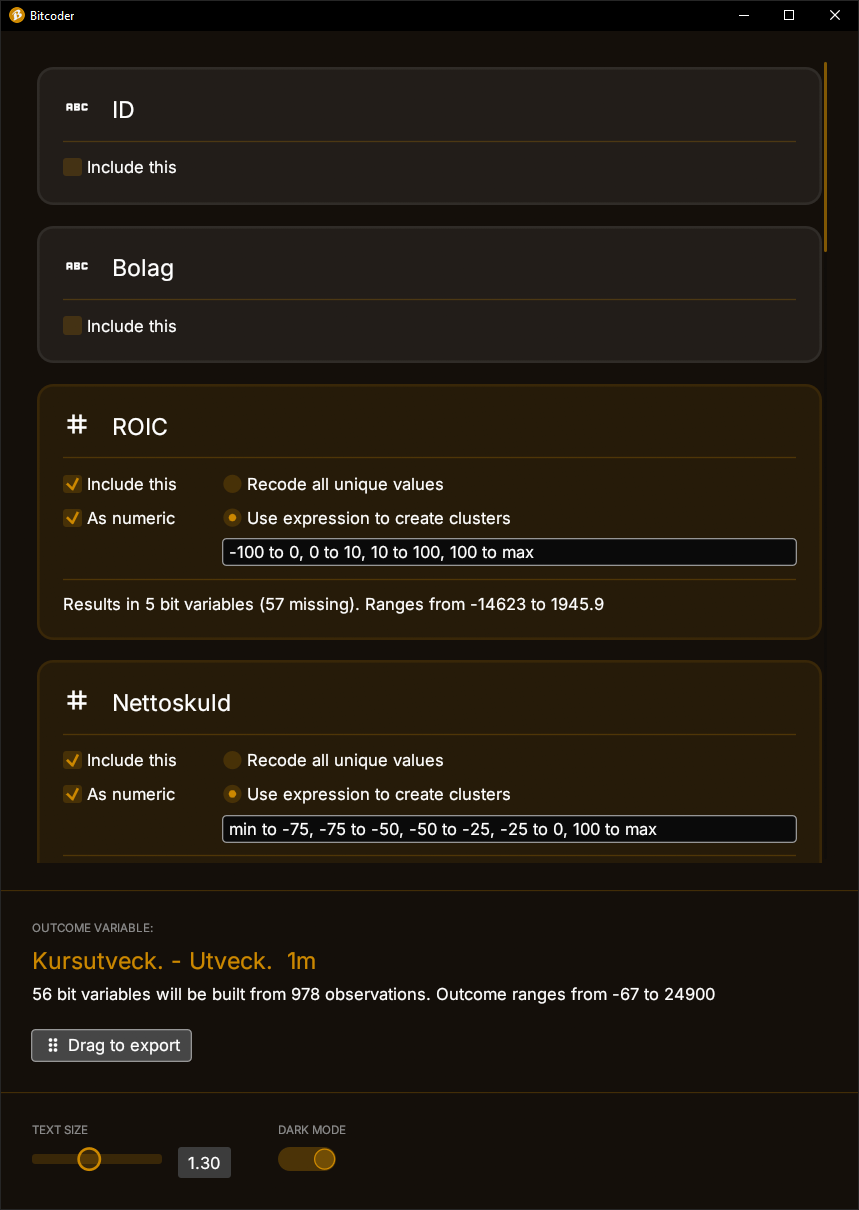 Bitcoder
ABC ID
Include this
ABC Bolag
Include this
# ROIC
Include this Recode all unique values
As numeric Use expression to create clusters
-100 to 0, 0 to 10, 10 to 100, 100 to max
Results in 5 bit variables (57 missing). Ranges from -14623 to 1945.9
# Nettoskuld
Include this Recode all unique values
As numeric Use expression to create clusters
min to -75, -75 to -50, -50 to -25, -25 to 0, 100 to max
OUTCOME VARIABLE:
Kursutveck. - Utveck.  1m
56 bit variables will be built from 978 observations. Outcome ranges from -67 to 24900
Drag to export
TEXT SIZE DARK MODE
1.30